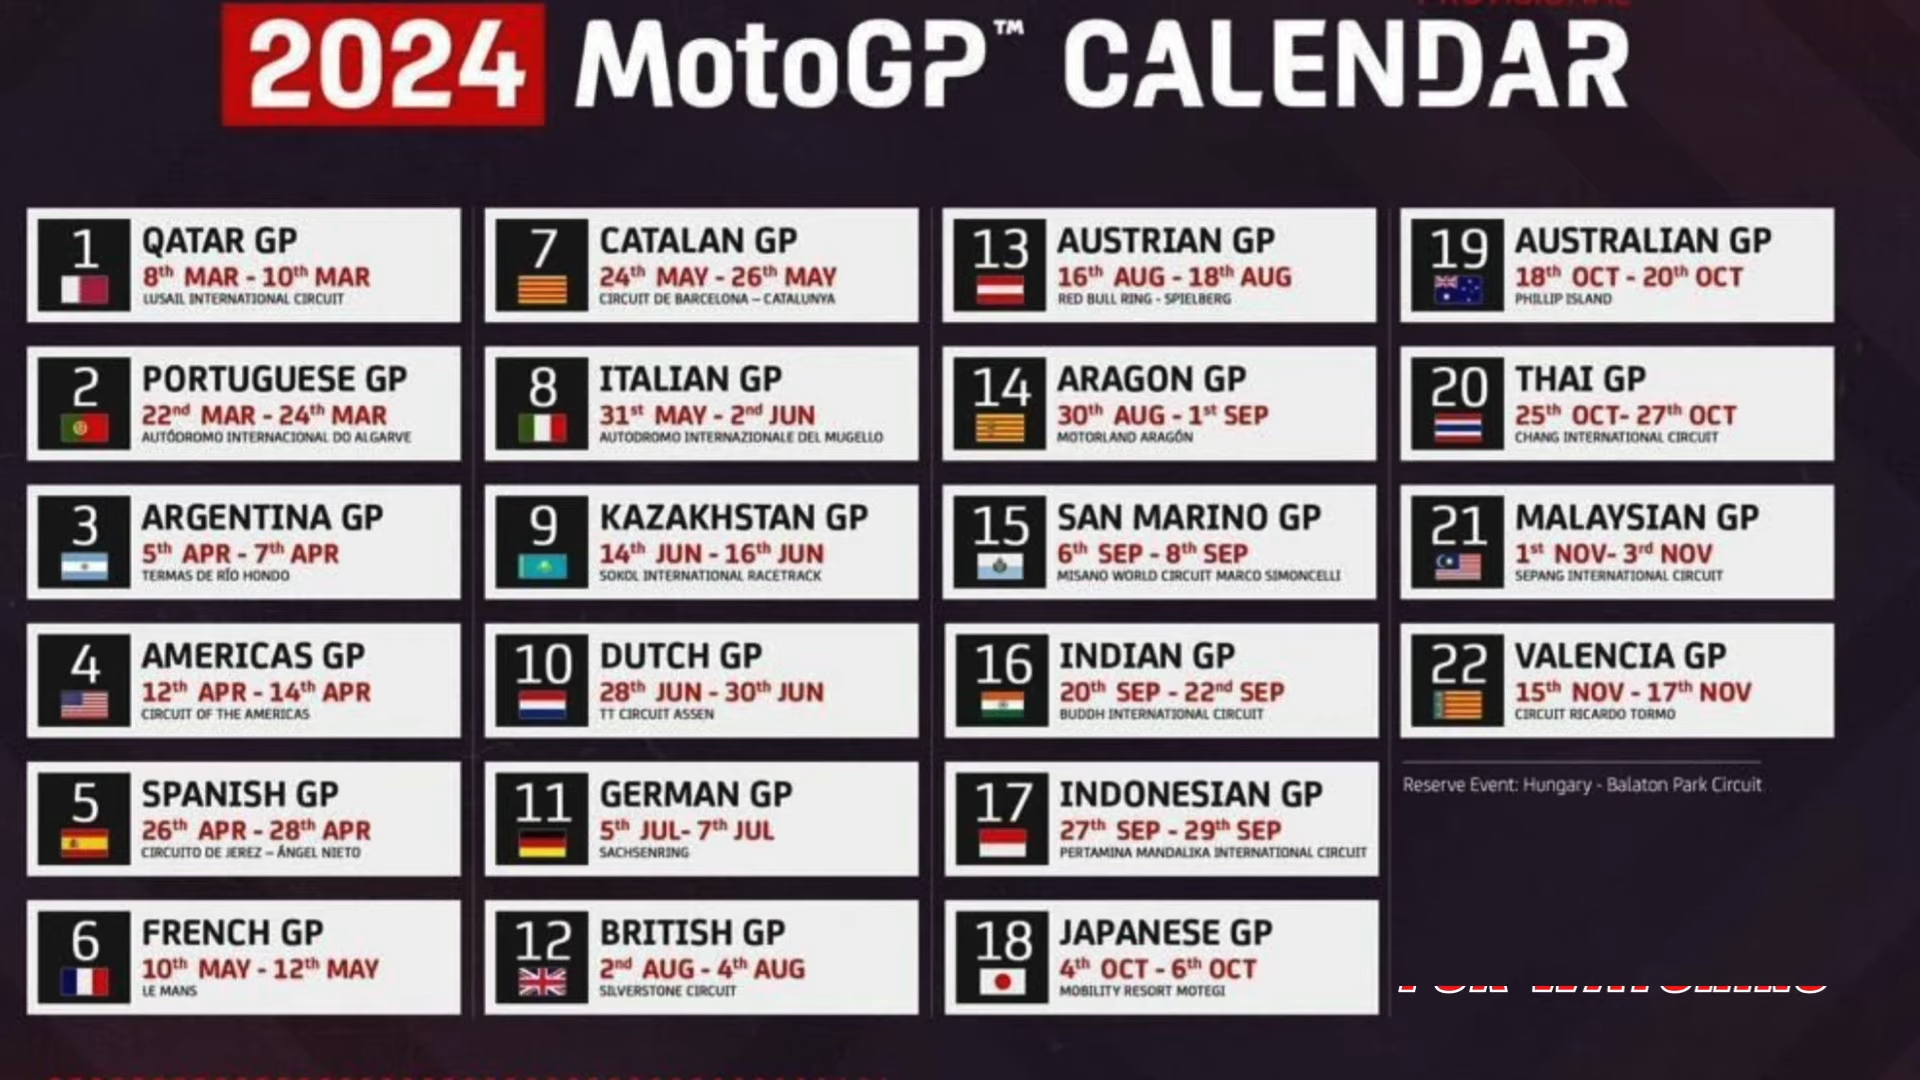 2024 MotoGP™ CALENDAR
1
QATAR GP
8th MAR - 10th MAR
LUSAIL INTERNATIONAL CIRCUIT
2
PORTUGUESE GP
22nd MAR - 24th MAR
AUTÓDROMO INTERNACIONAL DO ALGARVE
3
ARGENTINA GP
5th APR - 7th APR
TERMAS DE RÍO HONDO
4
AMERICAS GP
12th APR - 14th APR
CIRCUIT OF THE AMERICAS
5
SPANISH GP
26th APR - 28th APR
CIRCUITO DE JEREZ – ÁNGEL NIETO
6
FRENCH GP
10th MAY - 12th MAY
LE MANS
7
CATALAN GP
24th MAY - 26th MAY
CIRCUIT DE BARCELONA – CATALUNYA
8
ITALIAN GP
31st MAY - 2nd JUN
AUTODROMO INTERNAZIONALE DEL MUGELLO
9
KAZAKHSTAN GP
14th JUN - 16th JUN
SOKOL INTERNATIONAL RACETRACK
10
DUTCH GP
28th JUN - 30th JUN
TT CIRCUIT ASSEN
11
GERMAN GP
5th JUL- 7th JUL
SACHSENRING
12
BRITISH GP
2nd AUG - 4th AUG
SILVERSTONE CIRCUIT
13
AUSTRIAN GP
16th AUG - 18th AUG
RED BULL RING - SPIELBERG
14
ARAGON GP
30th AUG - 1st SEP
MOTORLAND ARAGÓN
15
SAN MARINO GP
6th SEP - 8th SEP
MISANO WORLD CIRCUIT MARCO SIMONCELLI
16
INDIAN GP
20th SEP - 22nd SEP
BUDDH INTERNATIONAL CIRCUIT
17
INDONESIAN GP
27th SEP - 29th SEP
PERTAMINA MANDALIKA INTERNATIONAL CIRCUIT
18
JAPANESE GP
4th OCT - 6th OCT
MOBILITY RESORT MOTEGI
19
AUSTRALIAN GP
18th OCT - 20th OCT
PHILLIP ISLAND
20
THAI GP
25th OCT- 27th OCT
CHANG INTERNATIONAL CIRCUIT
21
MALAYSIAN GP
1st NOV- 3rd NOV
SEPANG INTERNATIONAL CIRCUIT
22
VALENCIA GP
15th NOV - 17th NOV
CIRCUIT RICARDO TORMO
Reserve Event: Hungary - Balaton Park Circuit